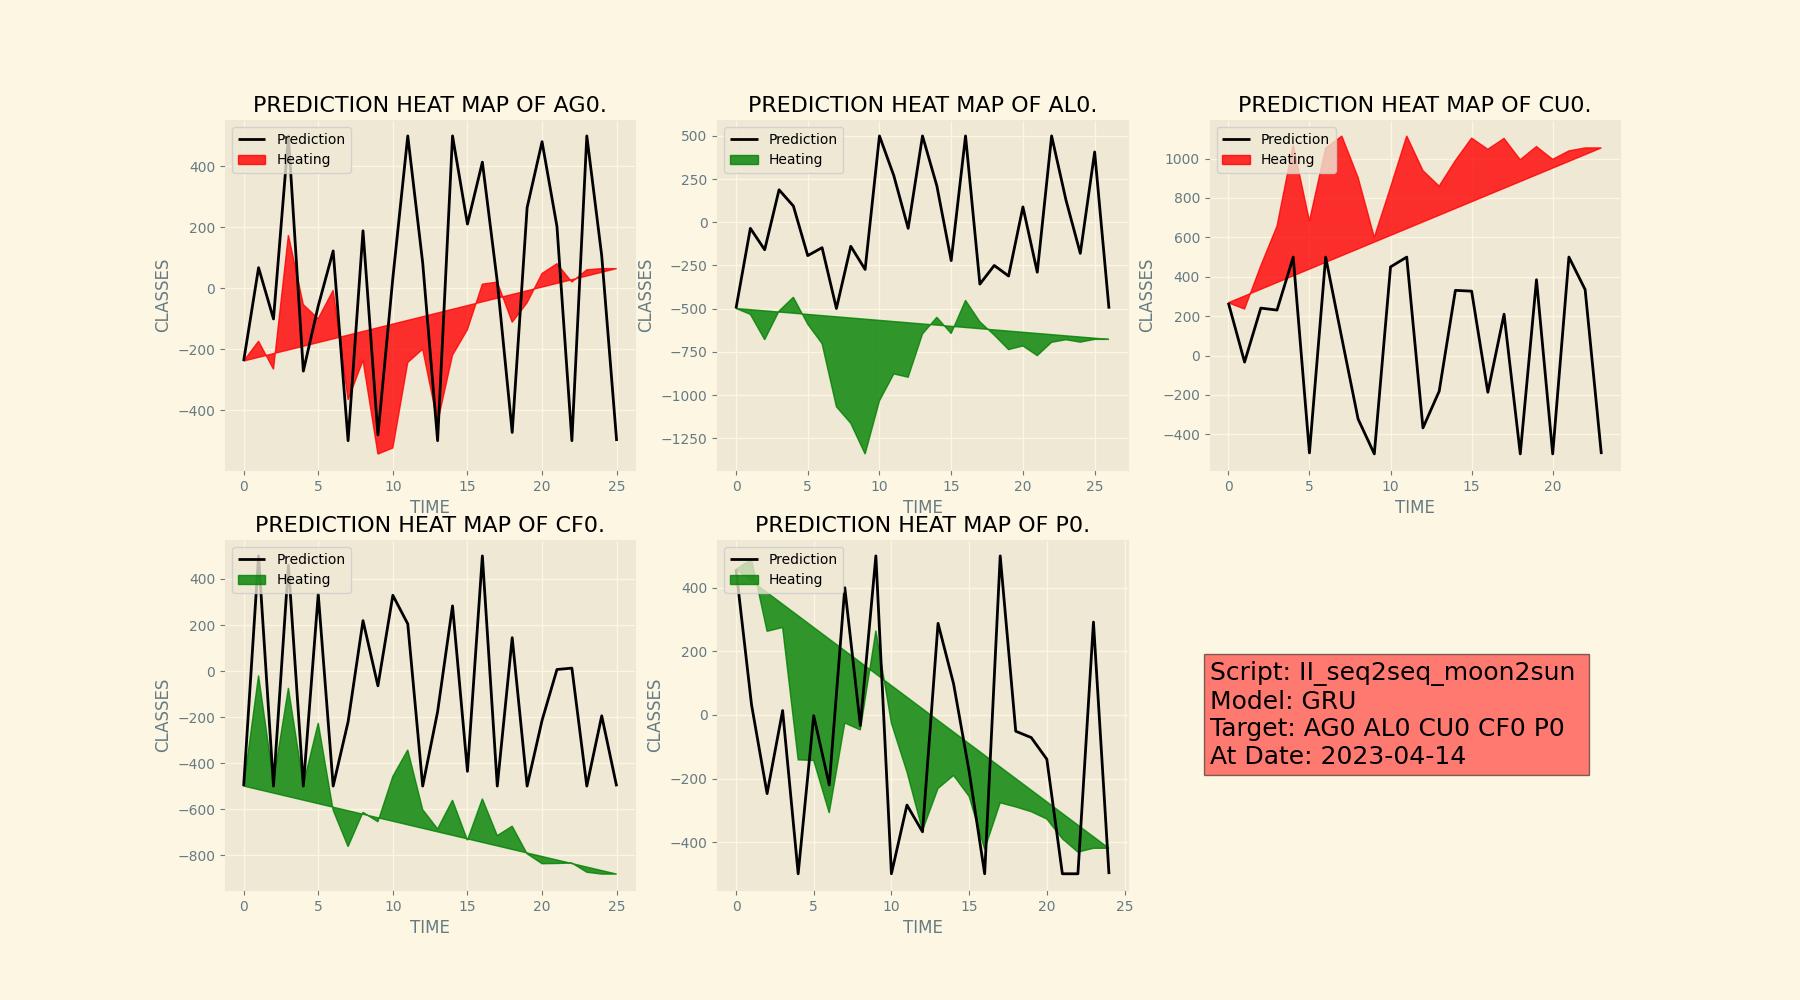 PREDICTION HEAT MAP OF AG0.
Prediction
Heating
400
200
0
−200
−400
CLASSES
0 5 10 15 20 25
TIME
PREDICTION HEAT MAP OF AL0.
Prediction
Heating
500
250
0
−250
−500
−750
−1000
−1250
CLASSES
0 5 10 15 20 25
TIME
PREDICTION HEAT MAP OF CU0.
Prediction
Heating
1000
800
600
400
200
0
−200
−400
CLASSES
0 5 10 15 20
TIME
PREDICTION HEAT MAP OF CF0.
Prediction
Heating
400
200
0
−200
−400
−600
−800
CLASSES
0 5 10 15 20 25
TIME
PREDICTION HEAT MAP OF P0.
Prediction
Heating
400
200
0
−200
−400
CLASSES
0 5 10 15 20 25
TIME
Script: II_seq2seq_moon2sun
Model: GRU
Target: AG0 AL0 CU0 CF0 P0
At Date: 2023-04-14